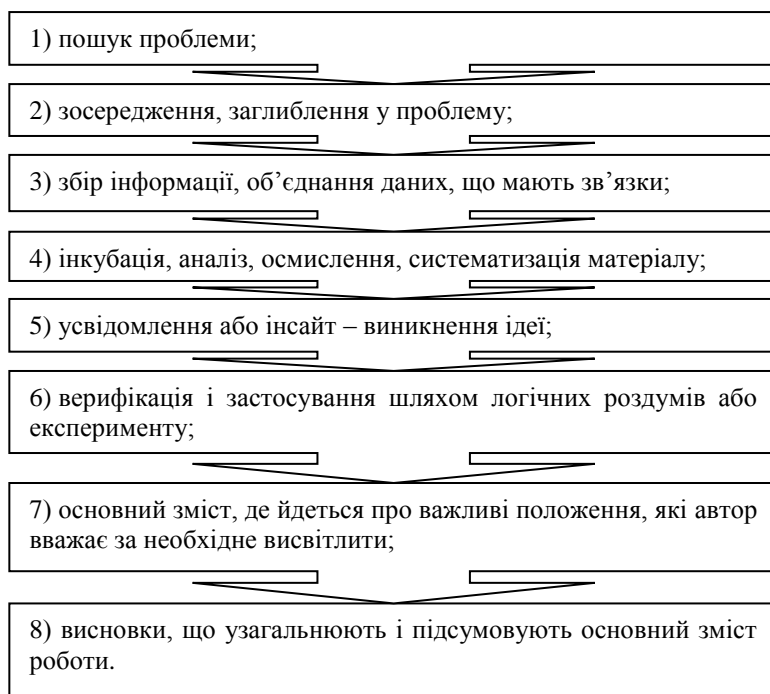 1) пошук проблеми;
2) зосередження, заглиблення у проблему;
3) збір інформації, об’єднання даних, що мають зв’язки;
4) інкубація, аналіз, осмислення, систематизація матеріалу;
5) усвідомлення або інсайт – виникнення ідеї;
6) верифікація і застосування шляхом логічних роздумів або
експерименту;
7) основний зміст, де йдеться про важливі положення, які автор
вважає за необхідне висвітлити;
8) висновки, що узагальнюють і підсумовують основний зміст
роботи.